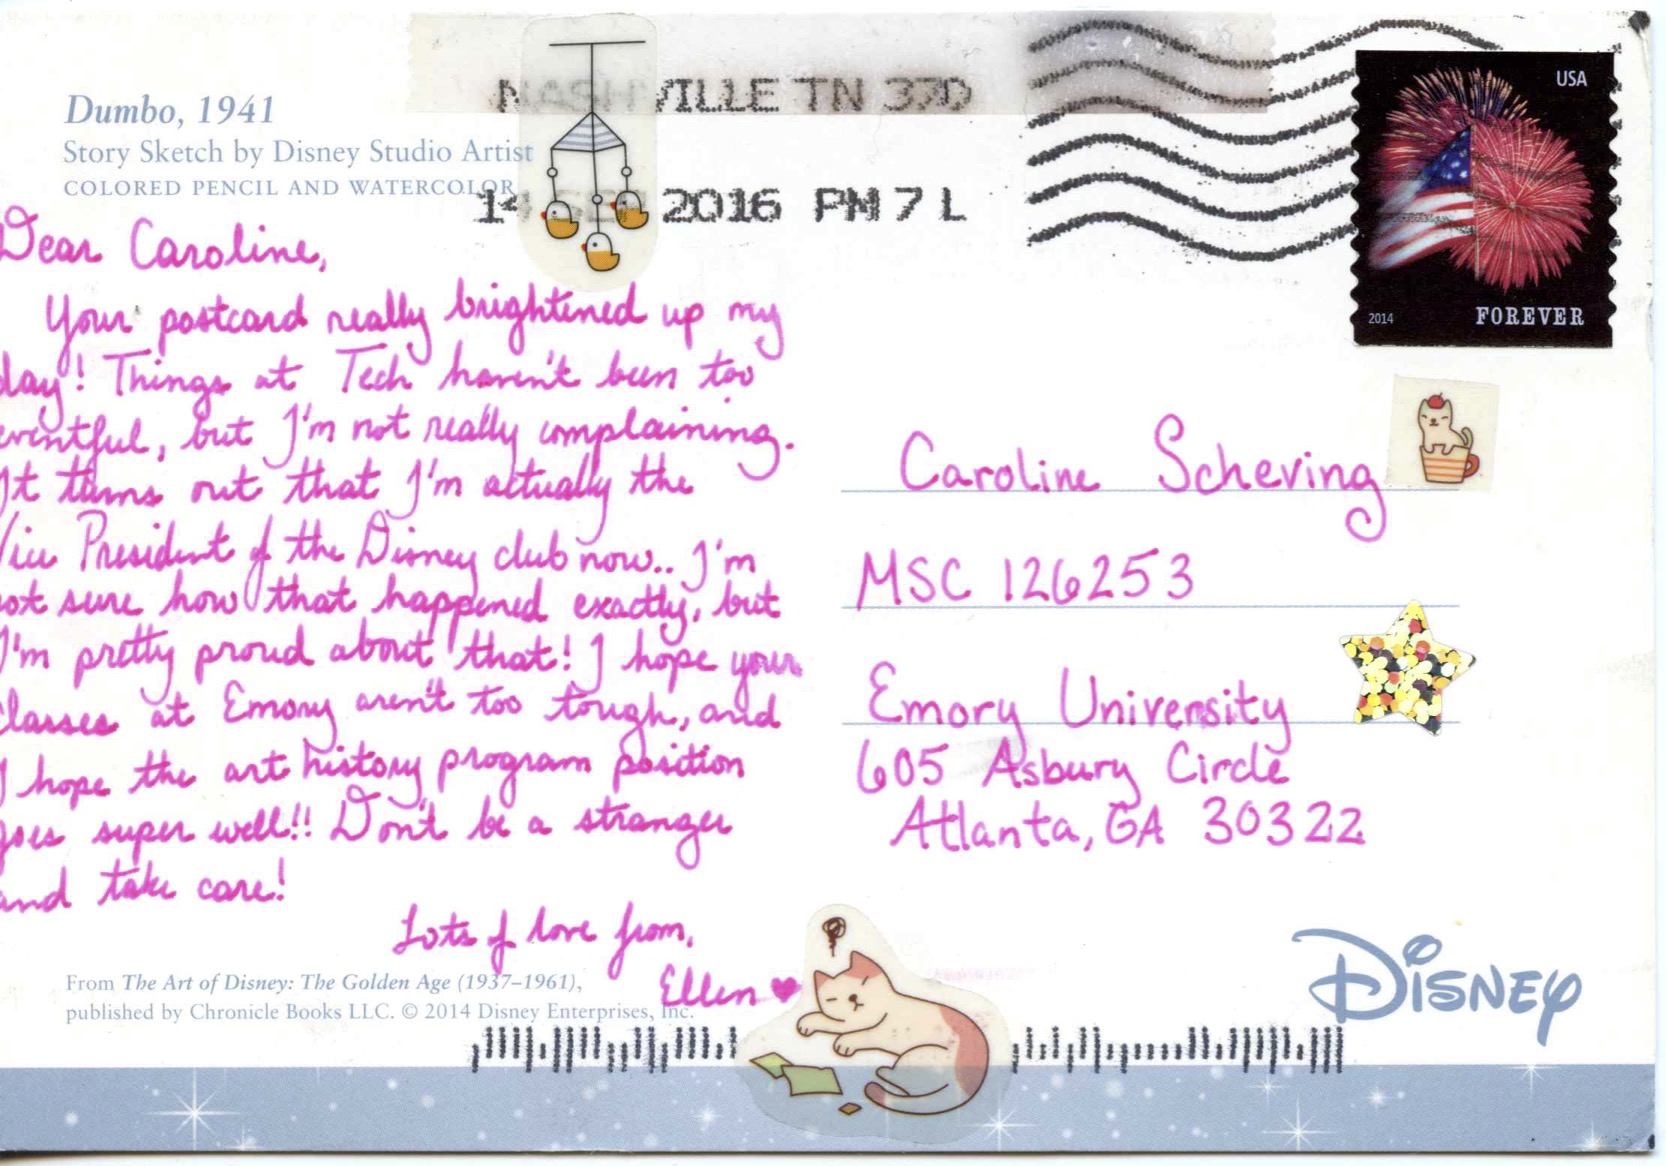 NASHVILLE TN 370
14 2016 PM 7 L
USA
2014 FOREVER
Dumbo, 1941
Story Sketch by Disney Studio Artist
COLORED PENCIL AND WATERCOLOR
Dear Caroline,
Your postcard really brightened up my
day! Things at Tech haven't been too
eventful, but I'm not really complaining.
It turns out that I'm actually the
Vice President of the Disney club now.. I'm
not sure how that happened exactly, but
I'm pretty proud about that! I hope your
classes at Emory aren't too tough, and
I hope the art history program position
goes super well!! Don't be a stranger
and take care!
Lots of love from,
Ellen
Caroline Scheving
MSC 126253
Emory University
605 Asbury Circle
Atlanta, GA 30322
From The Art of Disney: The Golden Age (1937–1961),
published by Chronicle Books LLC. © 2014 Disney Enterprises, Inc.
DISNEY